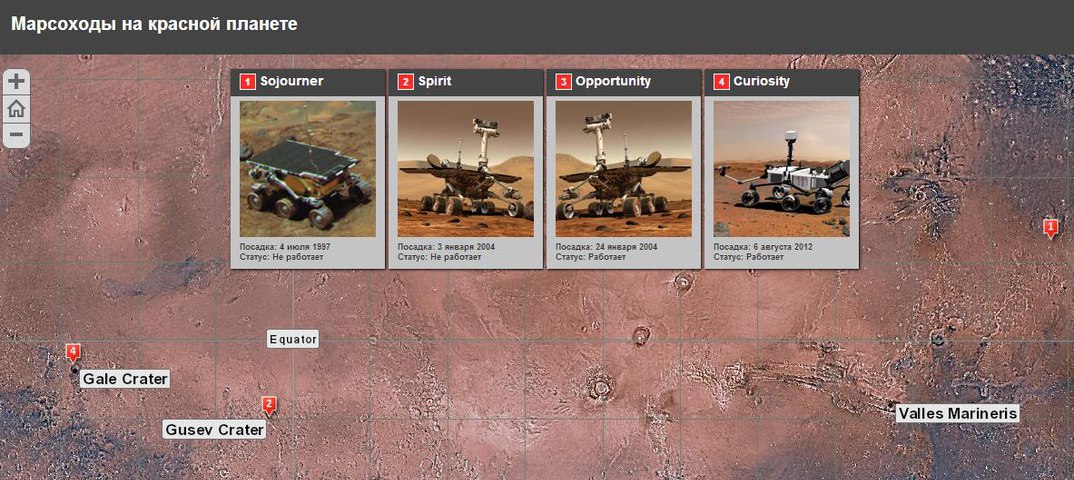 Марсоходы на красной планете
1 Sojourner
Посадка: 4 июля 1997
Статус: Не работает
2 Spirit
Посадка: 3 января 2004
Статус: Не работает
3 Opportunity
Посадка: 24 января 2004
Статус: Работает
4 Curiosity
Посадка: 6 августа 2012
Статус: Работает
1
Equator
4
Gale Crater
2
Gusev Crater
Valles Marineris